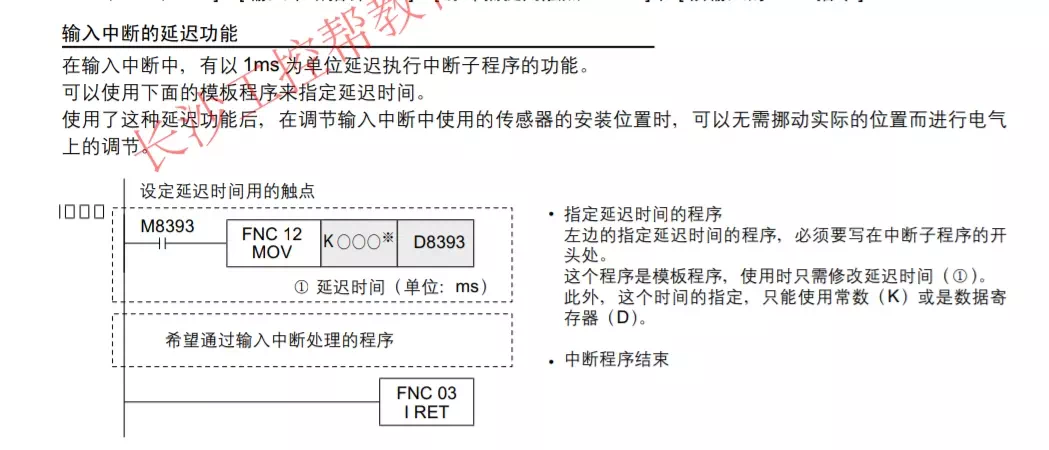 输入中断的延迟功能
在输入中断中，有以 1ms 为单位延迟执行中断子程序的功能。
可以使用下面的模板程序来指定延迟时间。
使用了这种延迟功能后，在调节输入中断中使用的传感器的安装位置时，可以无需挪动实际的位置而进行电气
上的调节。
长沙工控帮教
设定延迟时间用的触点
I□□□
M8393
FNC 12
MOV
K○○○※
D8393
① 延迟时间（单位：ms）
希望通过输入中断处理的程序
FNC 03
I RET
• 指定延迟时间的程序
左边的指定延迟时间的程序，必须要写在中断子程序的开
头处。
这个程序是模板程序，使用时只需修改延迟时间（①）。
此外，这个时间的指定，只能使用常数（K）或是数据寄
存器（D）。
• 中断程序结束